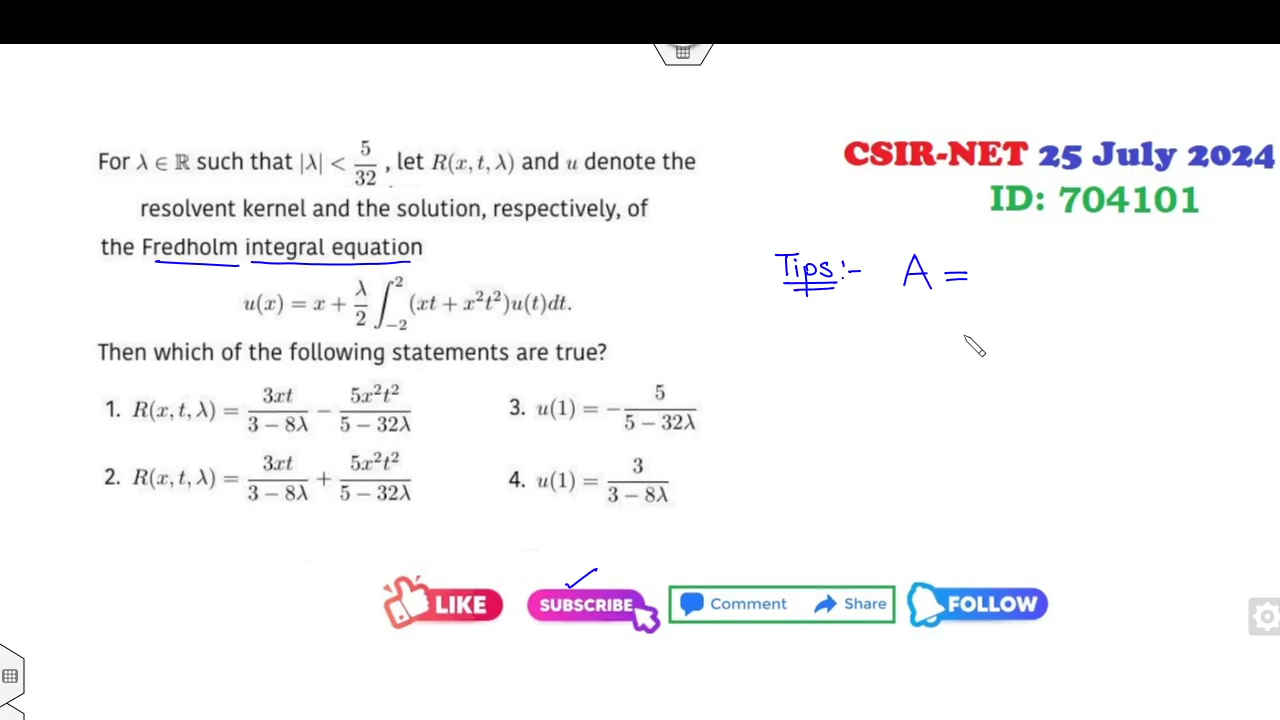 For λ ∈ ℝ such that |λ| < 5/32, let R(x, t, λ) and u denote the
resolvent kernel and the solution, respectively, of
the Fredholm integral equation
u(x) = x + λ/2 ∫_{-2}^{2} (xt + x²t²)u(t)dt.
Then which of the following statements are true?
1. R(x, t, λ) = 3xt/(3 − 8λ) − 5x²t²/(5 − 32λ)
2. R(x, t, λ) = 3xt/(3 − 8λ) + 5x²t²/(5 − 32λ)
3. u(1) = −5/(5 − 32λ)
4. u(1) = 3/(3 − 8λ)
CSIR-NET 25 July 2024
ID: 704101
Tips:- A =
LIKE
SUBSCRIBE
Comment
Share
FOLLOW